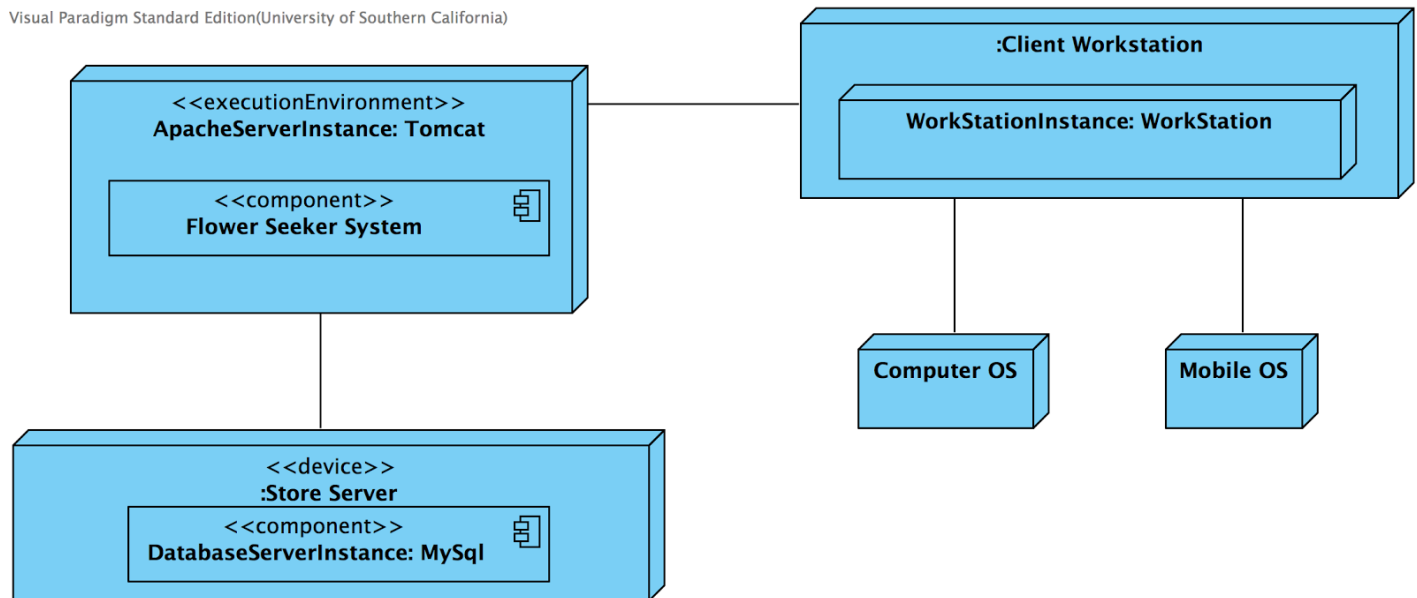 Visual Paradigm Standard Edition(University of Southern California)
<<executionEnvironment>>
ApacheServerInstance: Tomcat
<<component>>
Flower Seeker System
:Client Workstation
WorkStationInstance: WorkStation
Computer OS
Mobile OS
<<device>>
:Store Server
<<component>>
DatabaseServerInstance: MySql